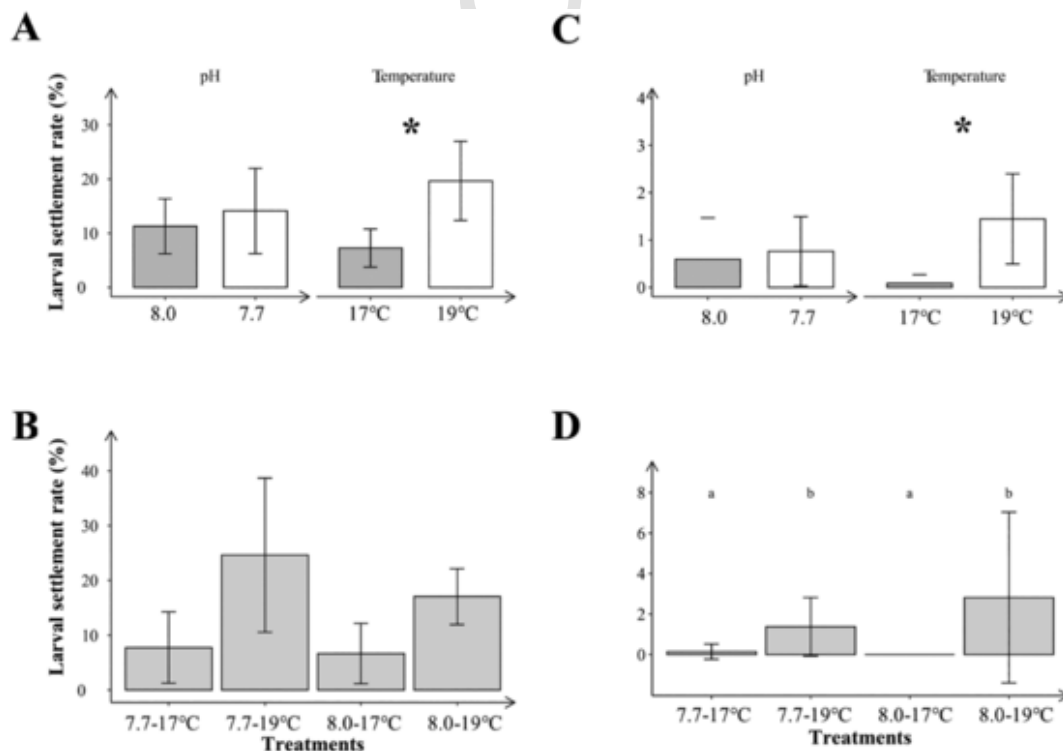 A
pH
Temperature
Larval settlement rate (%)
30
20
10
0
*
8.0
7.7
17°C
19°C
C
pH
Temperature
4
3
2
1
0
*
8.0
7.7
17°C
19°C
B
Larval settlement rate (%)
40
30
20
10
0
7.7-17°C
7.7-19°C
8.0-17°C
8.0-19°C
Treatments
D
8
6
4
2
0
a
b
a
b
7.7-17°C
7.7-19°C
8.0-17°C
8.0-19°C
Treatments